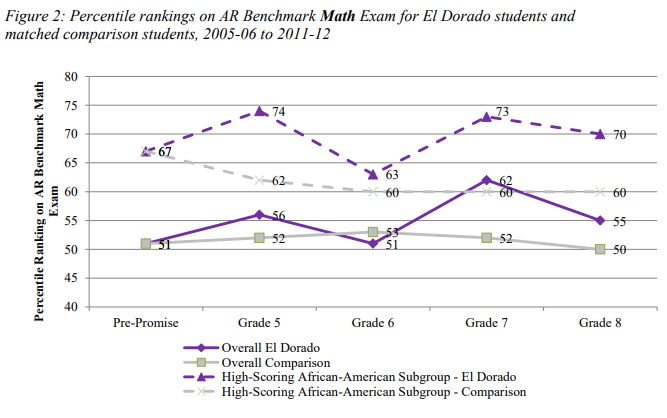 Figure 2: Percentile rankings on AR Benchmark Math Exam for El Dorado students and
matched comparison students, 2005-06 to 2011-12
Percentile Ranking on AR Benchmark Math
Exam
80
75
70
65
60
55
50
45
40
67
74
63
73
70
62
60
60
60
51
56
51
62
55
52
53
52
50
Pre-Promise
Grade 5
Grade 6
Grade 7
Grade 8
Overall El Dorado
Overall Comparison
High-Scoring African-American Subgroup - El Dorado
High-Scoring African-American Subgroup - Comparison